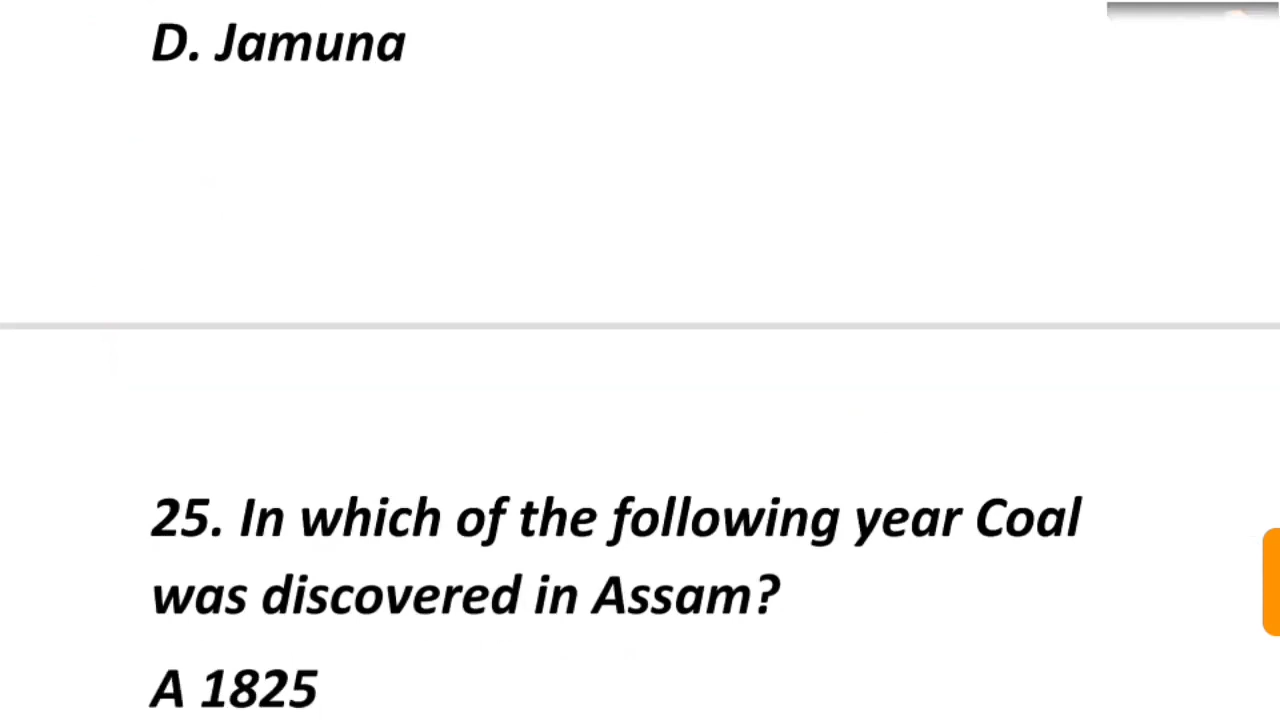 D. Jamuna
25. In which of the following year Coal
was discovered in Assam?
A 1825